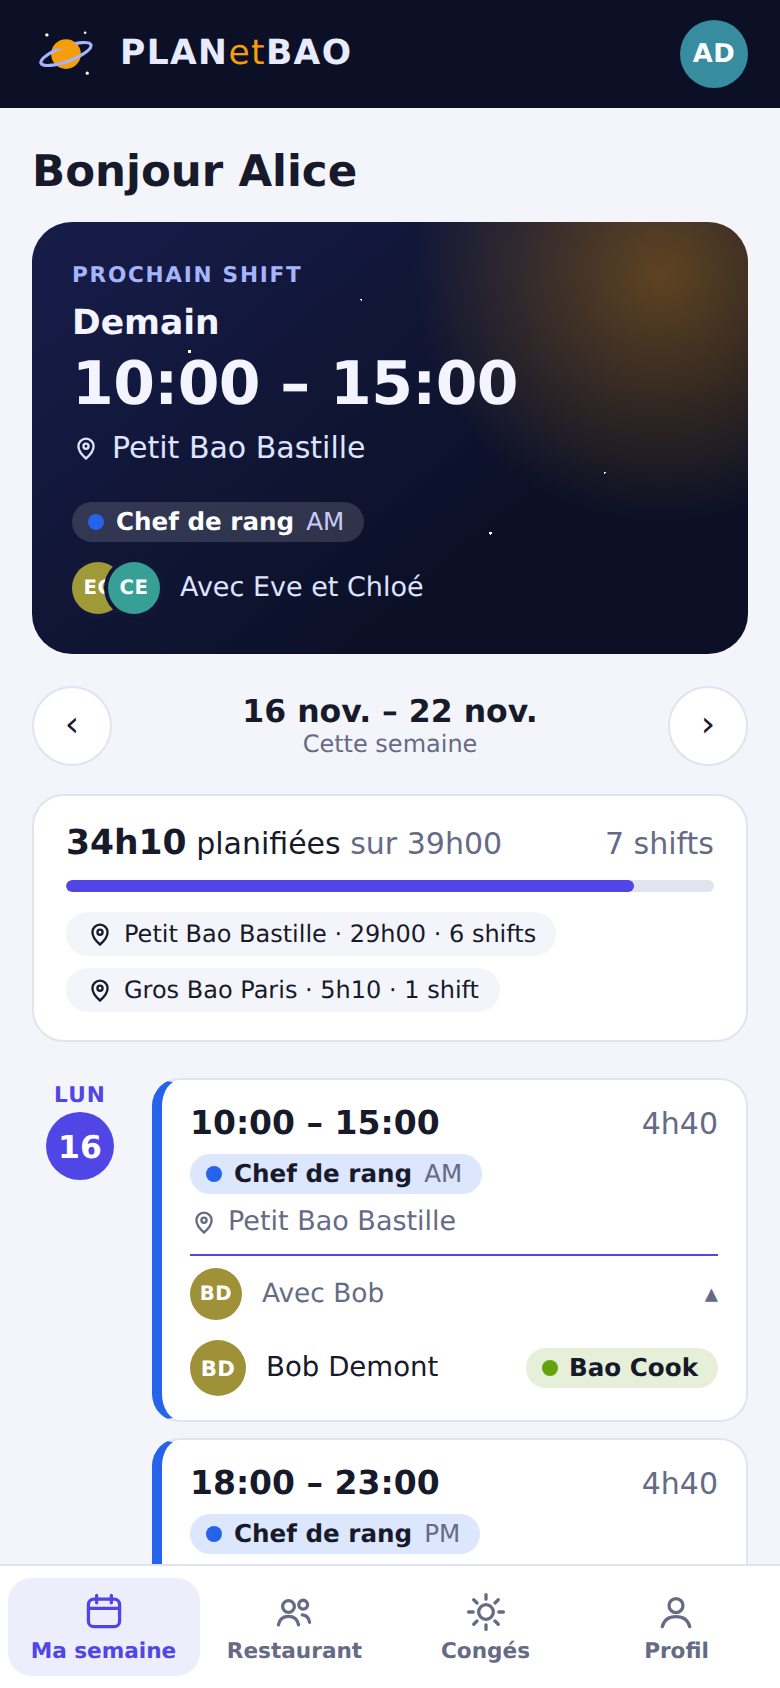 PLANetBAO
AD
Bonjour Alice
PROCHAIN SHIFT
Demain
10:00 – 15:00
Petit Bao Bastille
Chef de rang AM
CE Avec Eve et Chloé
‹
16 nov. – 22 nov.
Cette semaine
›
34h10 planifiées sur 39h00 7 shifts
Petit Bao Bastille · 29h00 · 6 shifts
Gros Bao Paris · 5h10 · 1 shift
LUN
16
10:00 – 15:00 4h40
Chef de rang AM
Petit Bao Bastille
BD Avec Bob ▲
BD Bob Demont Bao Cook
18:00 – 23:00 4h40
Chef de rang PM
Ma semaine Restaurant Congés Profil